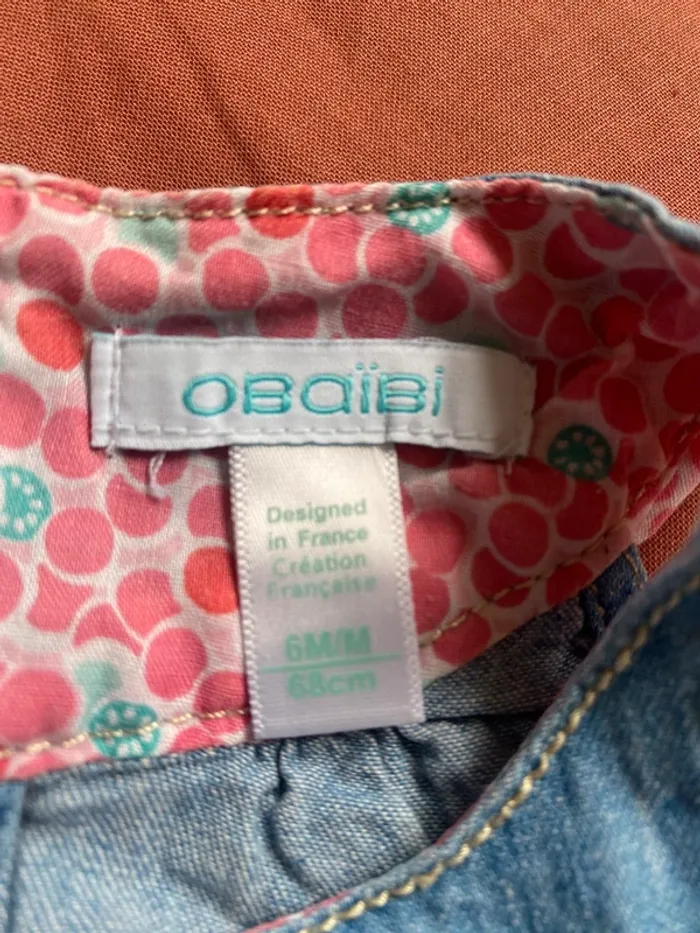 OBAÏBI
Designed
in France
Création
Française
6M/M
68cm